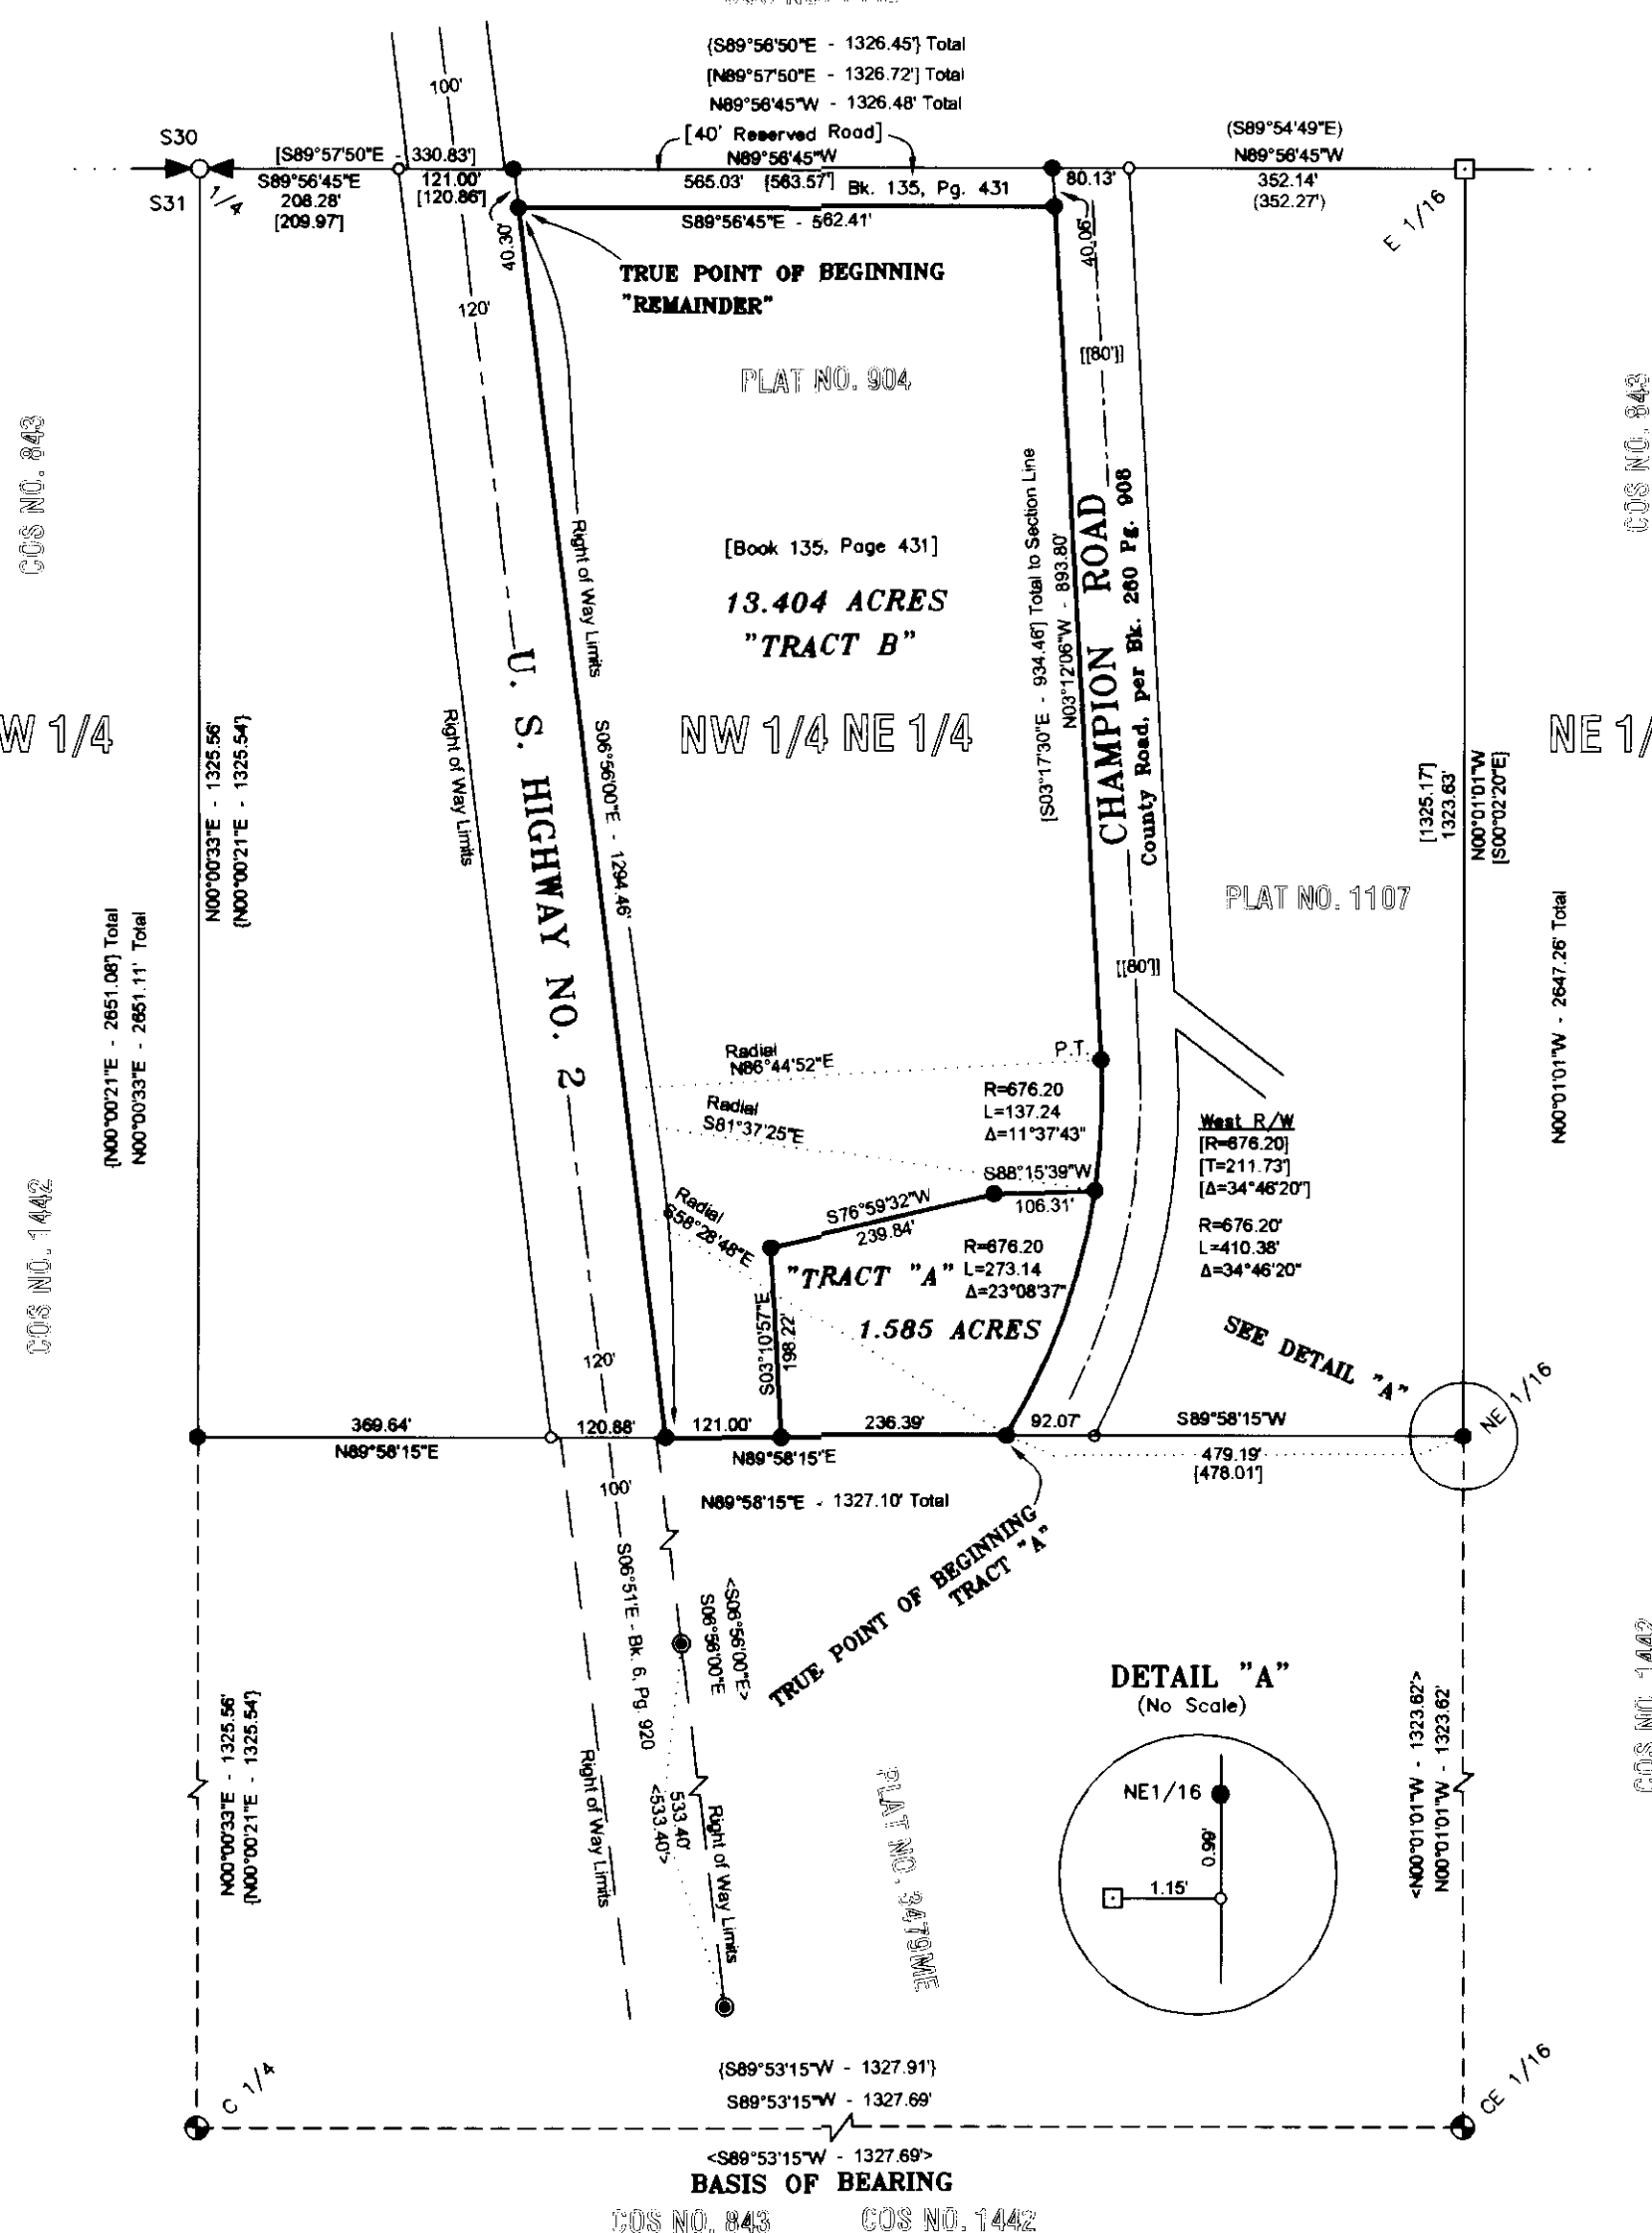 {S89°56'50"E - 1326.45'} Total
[N89°57'50"E - 1326.72'] Total
N89°56'45"W - 1326.48' Total
[40' Reserved Road]
(S89°54'49"E)
N89°56'45"W
N89°56'45"W
S30
[S89°57'50"E - 330.83']
100'
S31
1/4
S89°56'45"E
208.28'
[209.97']
121.00'
[120.86']
565.03' [563.57']
Bk. 135, Pg. 431
80.13'
352.14'
(352.27')
E 1/16
S89°56'45"E - 562.41'
40.30'
40.05'
TRUE POINT OF BEGINNING
"REMAINDER"
120'
[[80']]
PLAT NO. 904
COS NO. 843
COS NO. 843
[Book 135, Page 431]
13.404 ACRES
"TRACT B"
Right of Way Limits
Right of Way Limits
[S03°17'30"E - 934.46'] Total to Section Line
N03°12'06"W - 893.80'
CHAMPION ROAD
County Road, per Bk. 260 Pg. 908
W 1/4
NW 1/4 NE 1/4
NE 1/
U. S. HIGHWAY NO. 2
S06°56'00"E - 1294.46'
N00°00'33"E - 1325.56'
{N00°00'21"E - 1325.54'}
[1325.17']
1323.63'
N00°01'01"W
[S00°02'20"E]
PLAT NO. 1107
{N00°00'21"E - 2651.08'} Total
N00°00'33"E - 2651.11' Total
N00°01'01"W - 2647.26' Total
[[80']]
Radial
N86°44'52"E
P.T.
R=676.20
L=137.24
Δ=11°37'43"
Radial
S81°37'25"E
West R/W
[R=676.20]
[T=211.73']
[Δ=34°46'20"]
R=676.20'
L=410.38'
Δ=34°46'20"
S88°15'39"W
106.31'
Radial
S58°28'48"E
S76°59'32"W
239.84'
COS NO. 1442
"TRACT "A"
R=676.20
L=273.14
Δ=23°08'37"
1.585 ACRES
S03°10'57"E
198.22'
SEE DETAIL "A"
NE 1/16
120'
369.64'
N89°58'15"E
120.88'
121.00'
N89°58'15"E
236.39'
92.07'
S89°58'15"W
479.19'
[478.01']
100'
N89°58'15"E - 1327.10' Total
TRUE POINT OF BEGINNING
TRACT "A"
S06°51'E - Bk. 6, Pg. 920
<S06°56'00"E>
S06°56'00"E
533.40'
<533.40'>
Right of Way Limits
Right of Way Limits
PLAT NO. 3479ME
DETAIL "A"
(No Scale)
NE1/16
0.99'
1.15'
N00°00'33"E - 1325.56'
{N00°00'21"E - 1325.54'}
<N00°01'01"W - 1323.62'>
N00°01'01"W - 1323.62'
COS NO. 1442
C 1/4
CE 1/16
{S89°53'15"W - 1327.91'}
S89°53'15"W - 1327.69'
<S89°53'15"W - 1327.69'>
BASIS OF BEARING
COS NO. 843
COS NO. 1442